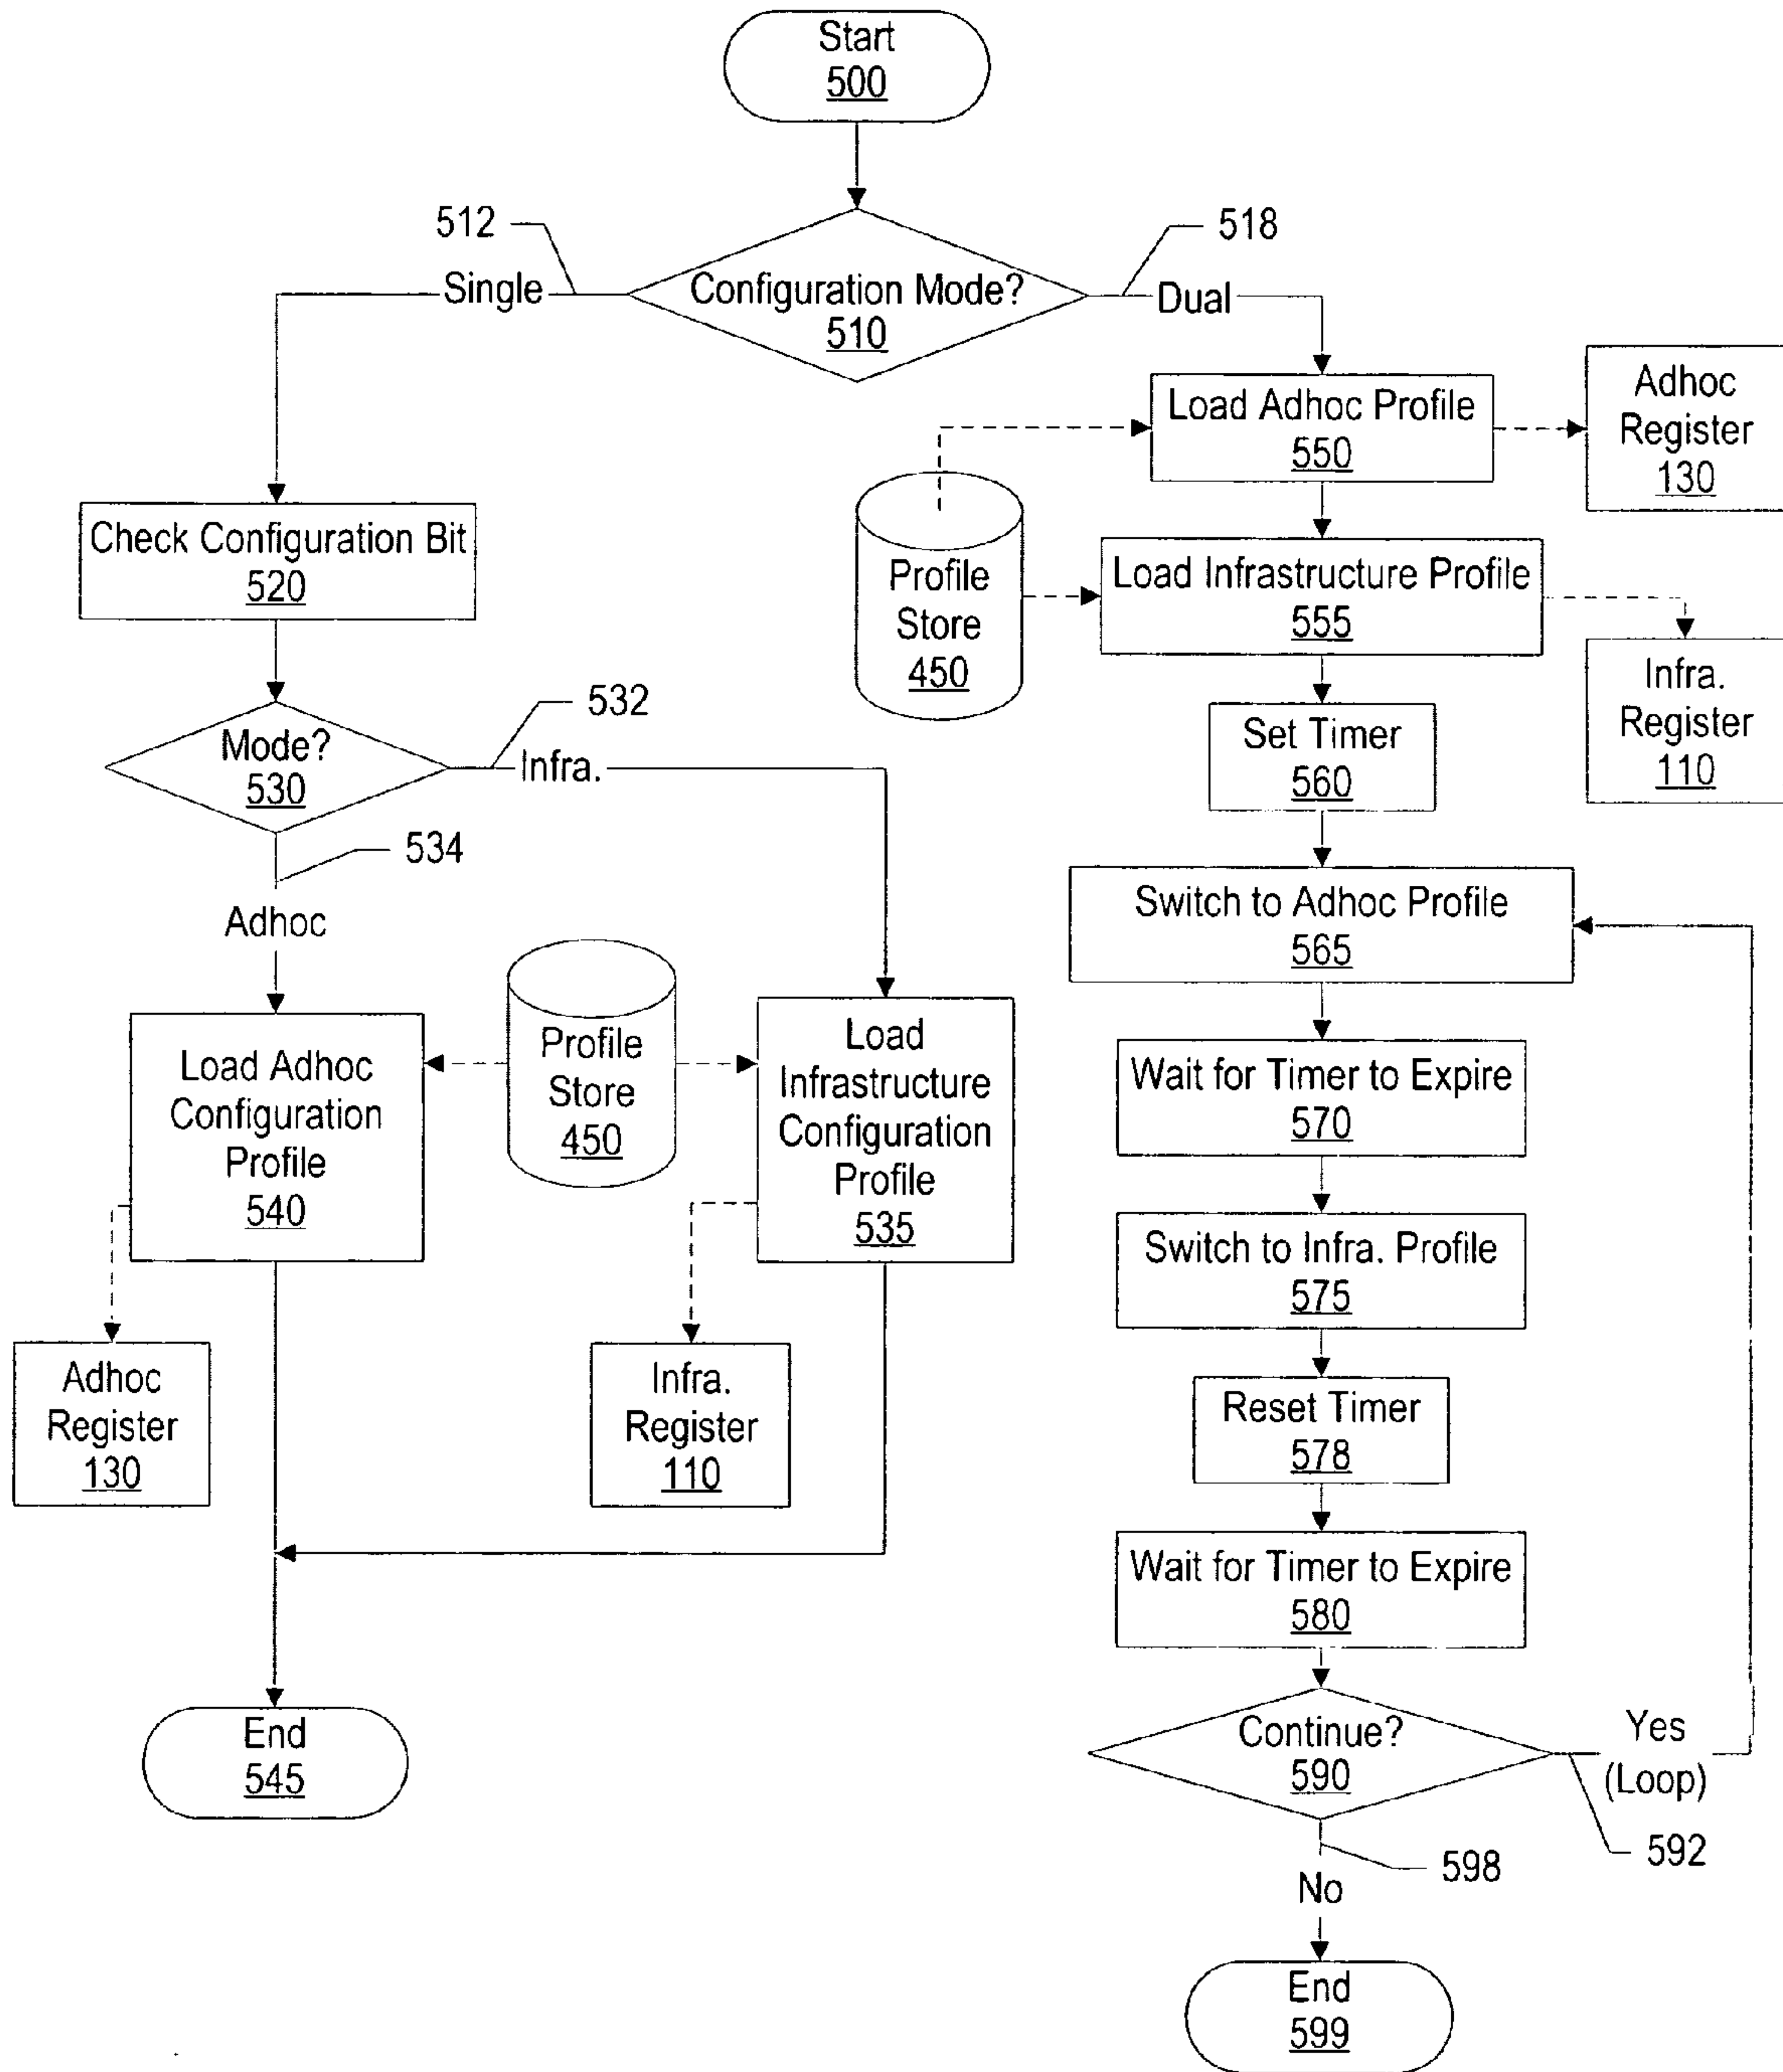 Start
500
512
518
Single
Configuration Mode?
510
Dual
Load Adhoc Profile
550
Adhoc
Register
130
Check Configuration Bit
520
Profile
Store
450
Load Infrastructure Profile
555
Infra.
Register
110
Mode?
530
532
Infra.
534
Adhoc
Set Timer
560
Switch to Adhoc Profile
565
Load Adhoc
Configuration
Profile
540
Profile
Store
450
Load
Infrastructure
Configuration
Profile
535
Wait for Timer to Expire
570
Switch to Infra. Profile
575
Adhoc
Register
130
Infra.
Register
110
Reset Timer
578
Wait for Timer to Expire
580
End
545
Continue?
590
Yes
(Loop)
592
598
No
End
599